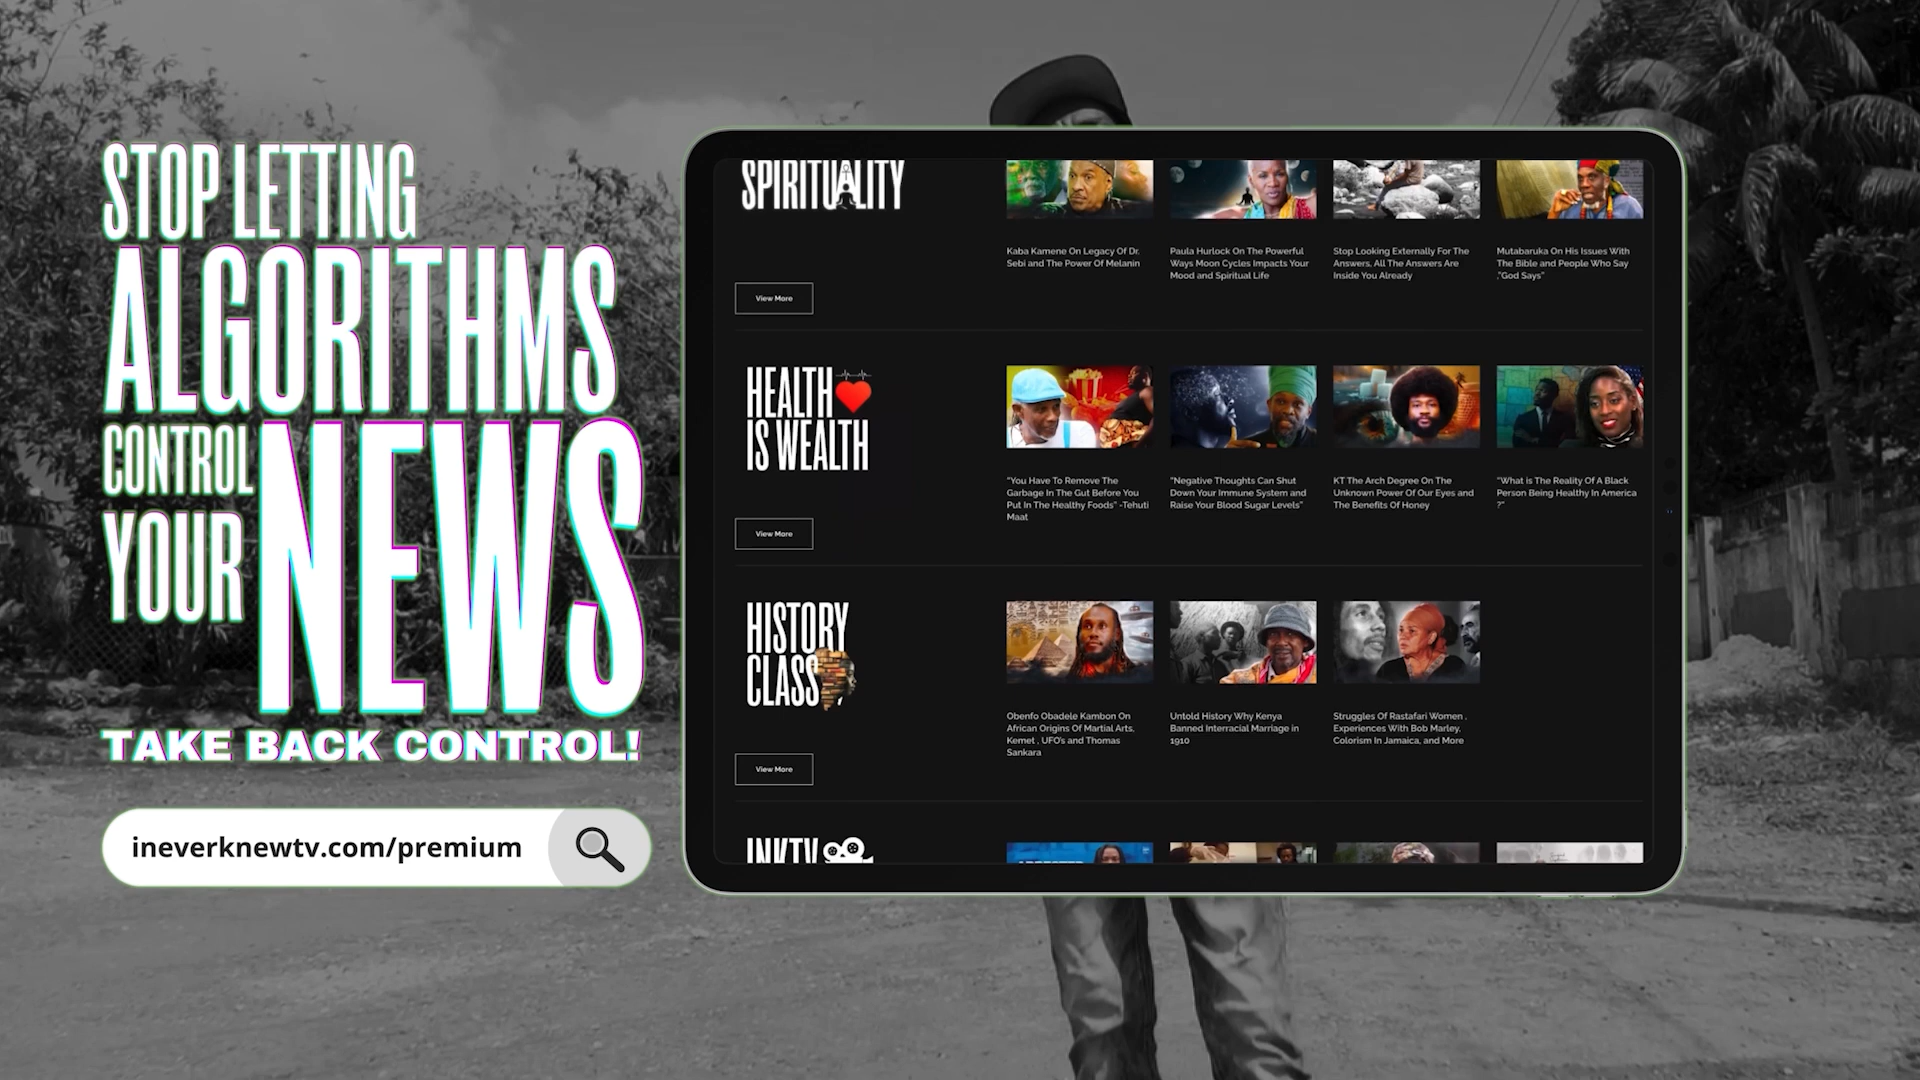 STOP LETTING
ALGORITHMS
CONTROL
YOUR
NEWS
TAKE BACK CONTROL!
ineverknewtv.com/premium
SPIRITUALITY
Kaba Kamene On Legacy Of Dr.
Sebi and The Power Of Melanin
Paula Hurlock On The Powerful
Ways Moon Cycles Impacts Your
Mood and Spiritual Life
Stop Looking Externally For The
Answers, All The Answers Are
Inside You Already
Mutabaruka On His Issues With
The Bible and People Who Say
,"God Says"
View More
HEALTH
IS WEALTH
"You Have To Remove The
Garbage In The Gut Before You
Put In The Healthy Foods" -Tehuti
Maat
"Negative Thoughts Can Shut
Down Your Immune System and
Raise Your Blood Sugar Levels"
KT The Arch Degree On The
Unknown Power Of Our Eyes and
The Benefits Of Honey
"What is The Reality Of A Black
Person Being Healthy In America
?"
View More
HISTORY
CLASS
Obenfo Obadele Kambon On
African Origins Of Martial Arts,
Kemet , UFO's and Thomas
Sankara
Untold History Why Kenya
Banned Interracial Marriage in
1910
Struggles Of Rastafari Women ,
Experiences With Bob Marley,
Colorism In Jamaica, and More
View More
INKTV